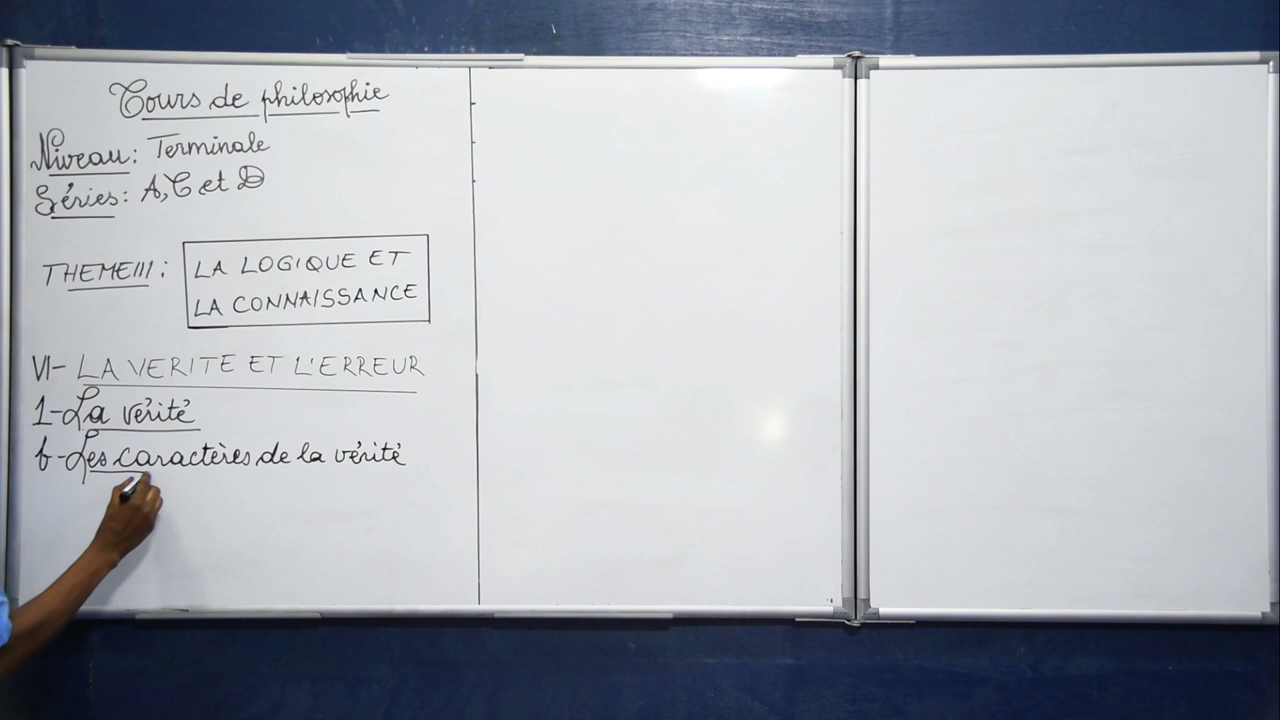 Cours de philosophie
Niveau: Terminale
Séries: A, C et D
THEME III: LA LOGIQUE ET
LA CONNAISSANCE
VI- LA VERITE ET L'ERREUR
1- La vérité
b- Les caractères de la vérité